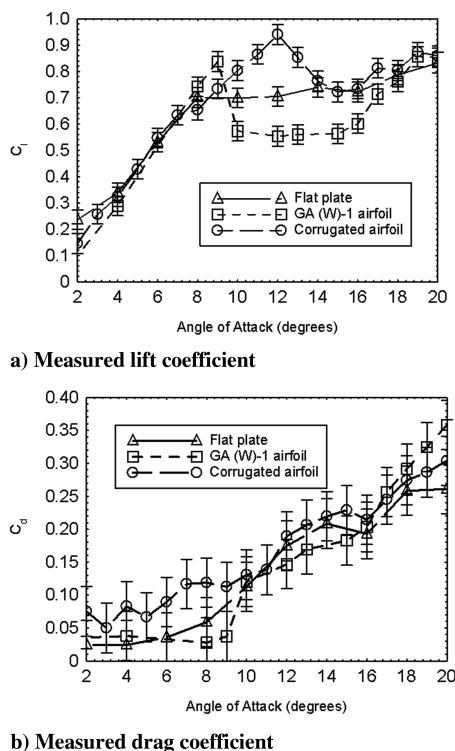 1.0
0.9
0.8
0.7
0.6
0.5
0.4
0.3
0.2
0.1
0
C_l
Flat plate
GA (W)-1 airfoil
Corrugated airfoil
2 4 6 8 10 12 14 16 18 20
Angle of Attack (degrees)
a) Measured lift coefficient
0.40
0.35
0.30
0.25
0.20
0.15
0.10
0.05
0
C_d
Flat plate
GA (W)-1 airfoil
Corrugated airfoil
2 4 6 8 10 12 14 16 18 20
Angle of Attack (degrees)
b) Measured drag coefficient